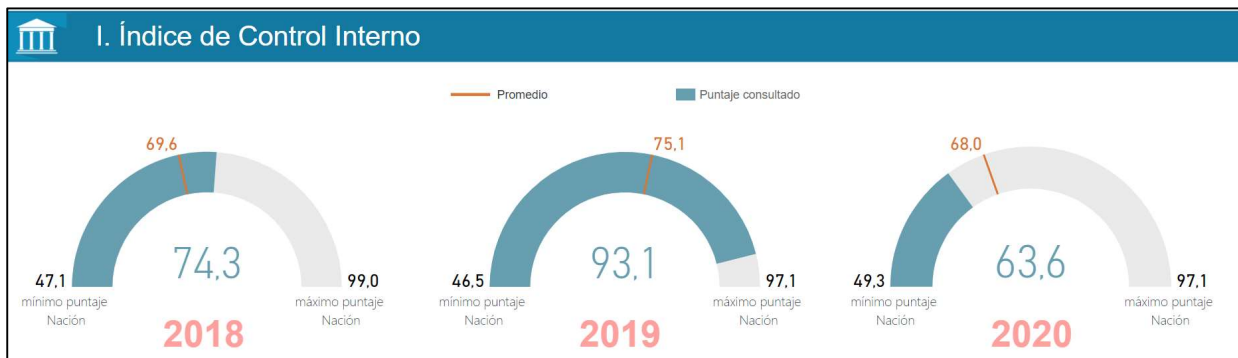 I. Índice de Control Interno
Promedio
Puntaje consultado
69,6
74,3
47,1
mínimo puntaje
Nación
99,0
máximo puntaje
Nación
2018
75,1
93,1
46,5
mínimo puntaje
Nación
97,1
máximo puntaje
Nación
2019
68,0
63,6
49,3
mínimo puntaje
Nación
97,1
máximo puntaje
Nación
2020